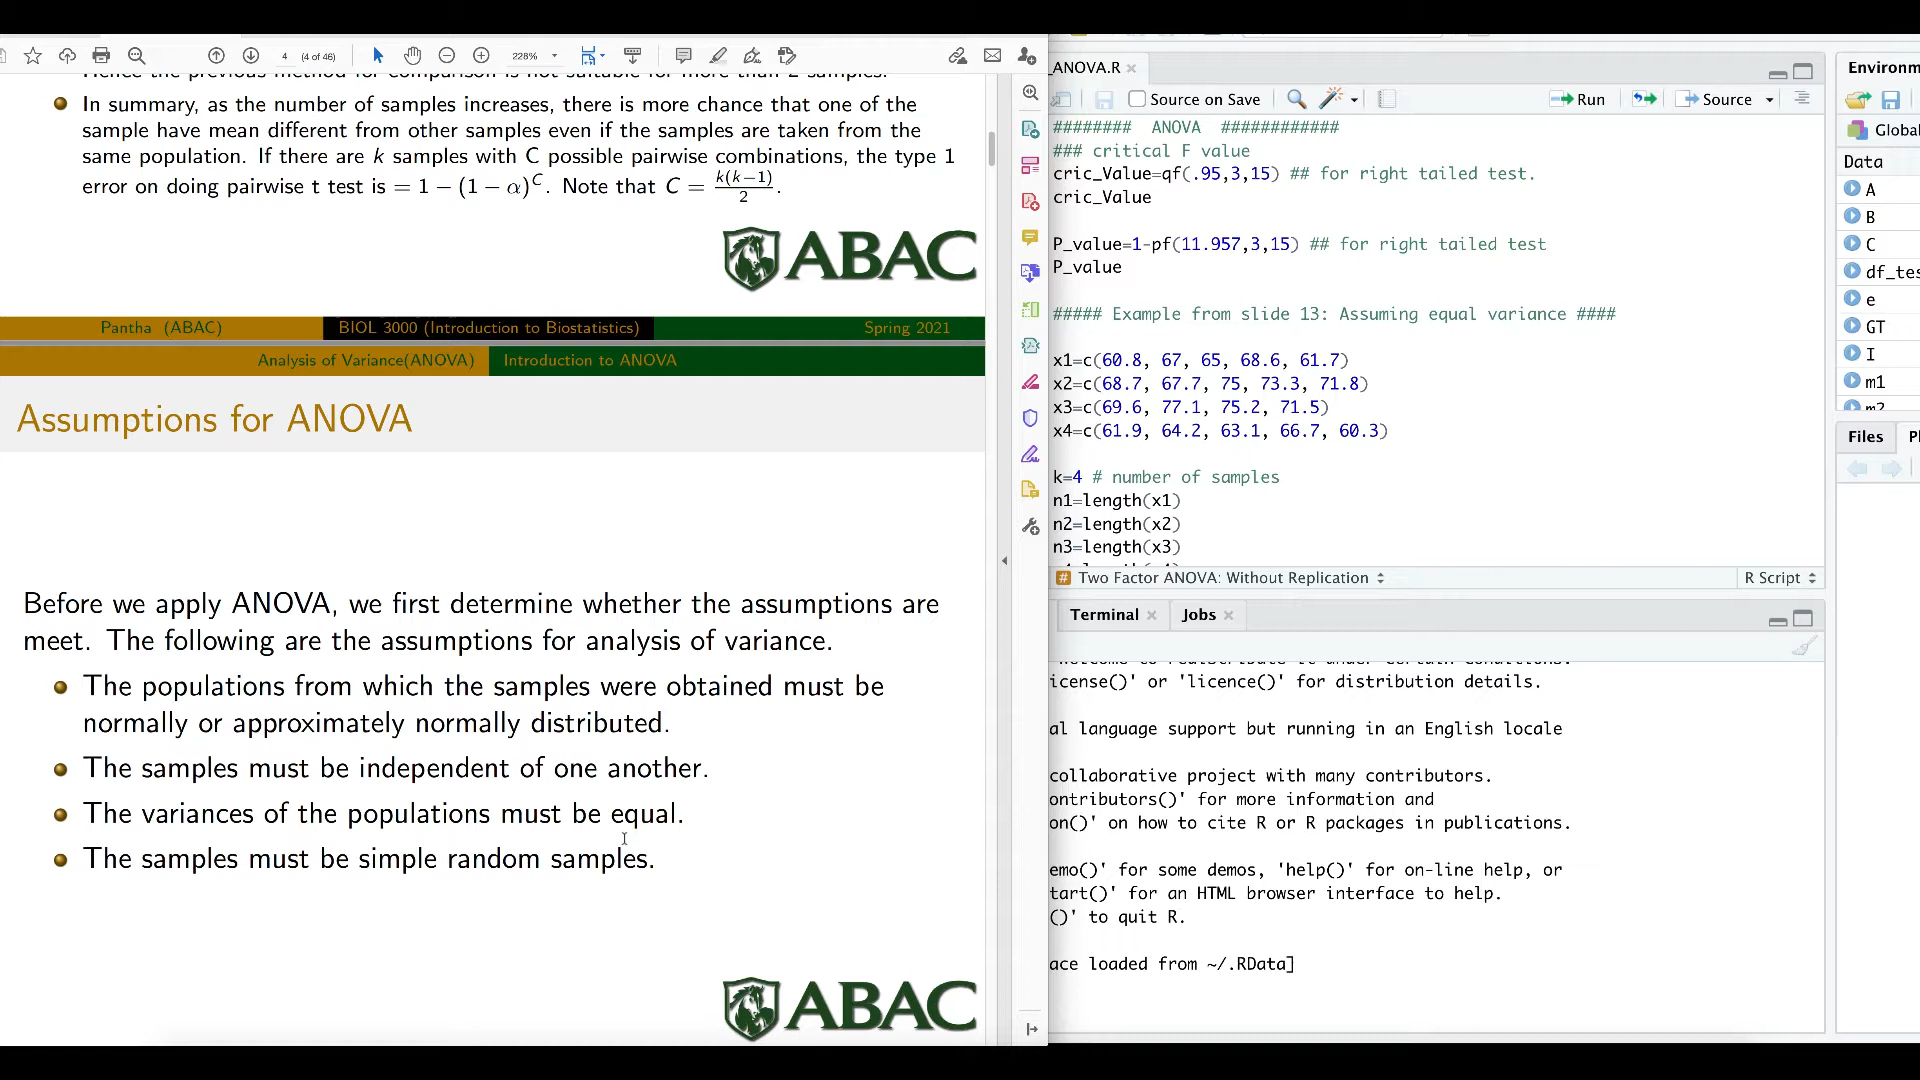 4 (4 of 46) 228%
In summary, as the number of samples increases, there is more chance that one of the
sample have mean different from other samples even if the samples are taken from the
same population. If there are k samples with C possible pairwise combinations, the type 1
error on doing pairwise t test is = 1 − (1 − α)^C. Note that C = k(k−1)/2.
ABAC
Pantha (ABAC) BIOL 3000 (Introduction to Biostatistics) Spring 2021
Analysis of Variance(ANOVA) Introduction to ANOVA
Assumptions for ANOVA
Before we apply ANOVA, we first determine whether the assumptions are
meet. The following are the assumptions for analysis of variance.
The populations from which the samples were obtained must be
normally or approximately normally distributed.
The samples must be independent of one another.
The variances of the populations must be equal.
The samples must be simple random samples.
ABAC
_ANOVA.R
Source on Save Run Source
######## ANOVA ############
### critical F value
cric_Value=qf(.95,3,15) ## for right tailed test.
cric_Value
P_value=1-pf(11.957,3,15) ## for right tailed test
P_value
##### Example from slide 13: Assuming equal variance ####
x1=c(60.8, 67, 65, 68.6, 61.7)
x2=c(68.7, 67.7, 75, 73.3, 71.8)
x3=c(69.6, 77.1, 75.2, 71.5)
x4=c(61.9, 64.2, 63.1, 66.7, 60.3)
k=4 # number of samples
n1=length(x1)
n2=length(x2)
n3=length(x3)
Two Factor ANOVA: Without Replication R Script
Terminal Jobs
icense()' or 'licence()' for distribution details.
al language support but running in an English locale
collaborative project with many contributors.
ontributors()' for more information and
on()' on how to cite R or R packages in publications.
emo()' for some demos, 'help()' for on-line help, or
tart()' for an HTML browser interface to help.
()' to quit R.
ace loaded from ~/.RData]
Environm
Global
Data
A
B
C
df_tes
e
GT
I
m1
Files P